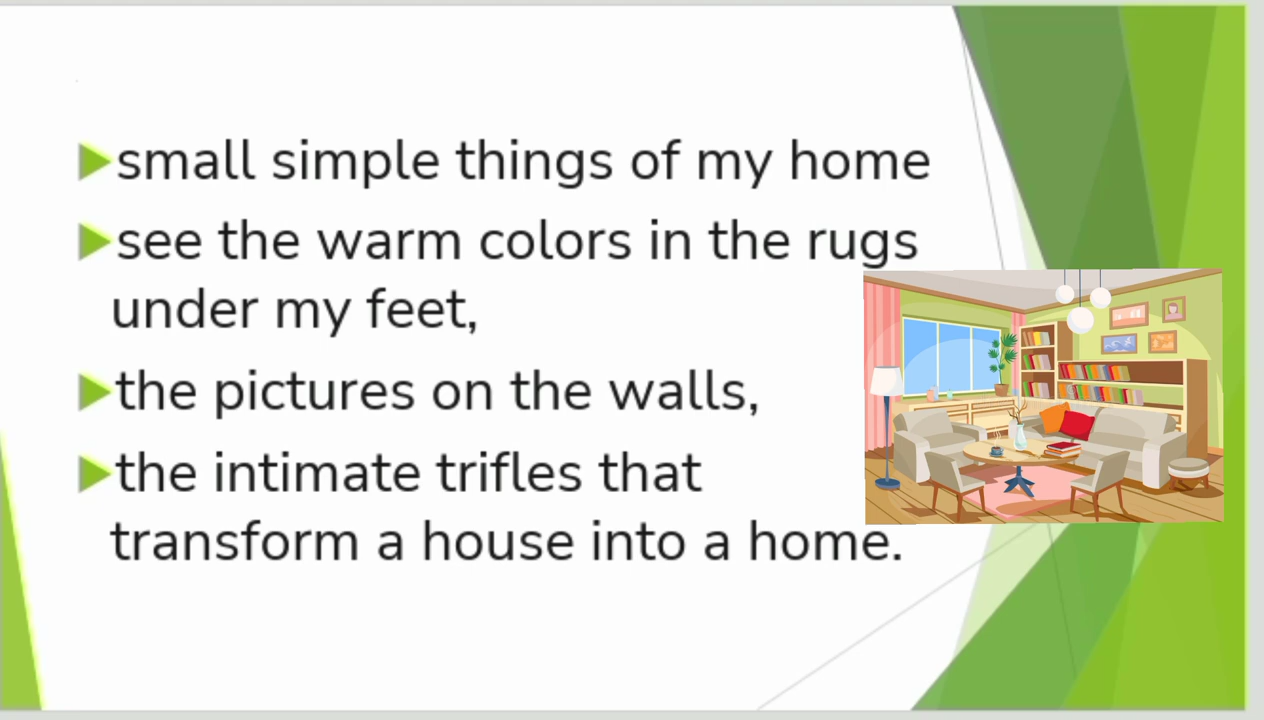 small simple things of my home
see the warm colors in the rugs
under my feet,
the pictures on the walls,
the intimate trifles that
transform a house into a home.